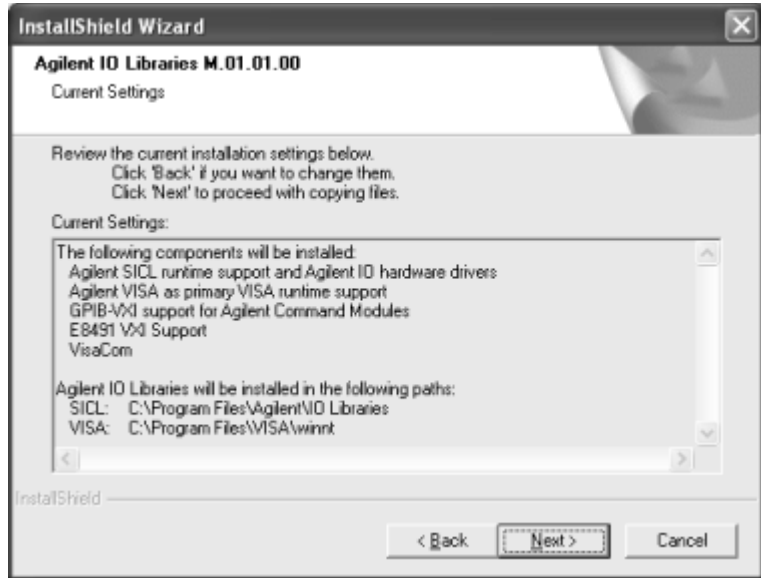 InstallShield Wizard
Agilent IO Libraries M.01.01.00
Current Settings
Review the current installation settings below.
Click 'Back' if you want to change them.
Click 'Next' to proceed with copying files.
Current Settings:
The following components will be installed:
Agilent SICL runtime support and Agilent IO hardware drivers
Agilent VISA as primary VISA runtime support
GPIB-VXI support for Agilent Command Modules
E8491 VXI Support
VisaCom
Agilent IO Libraries will be installed in the following paths:
SICL: C:\Program Files\Agilent\IO Libraries
VISA: C:\Program Files\VISA\winnt
InstallShield
< Back
Next >
Cancel